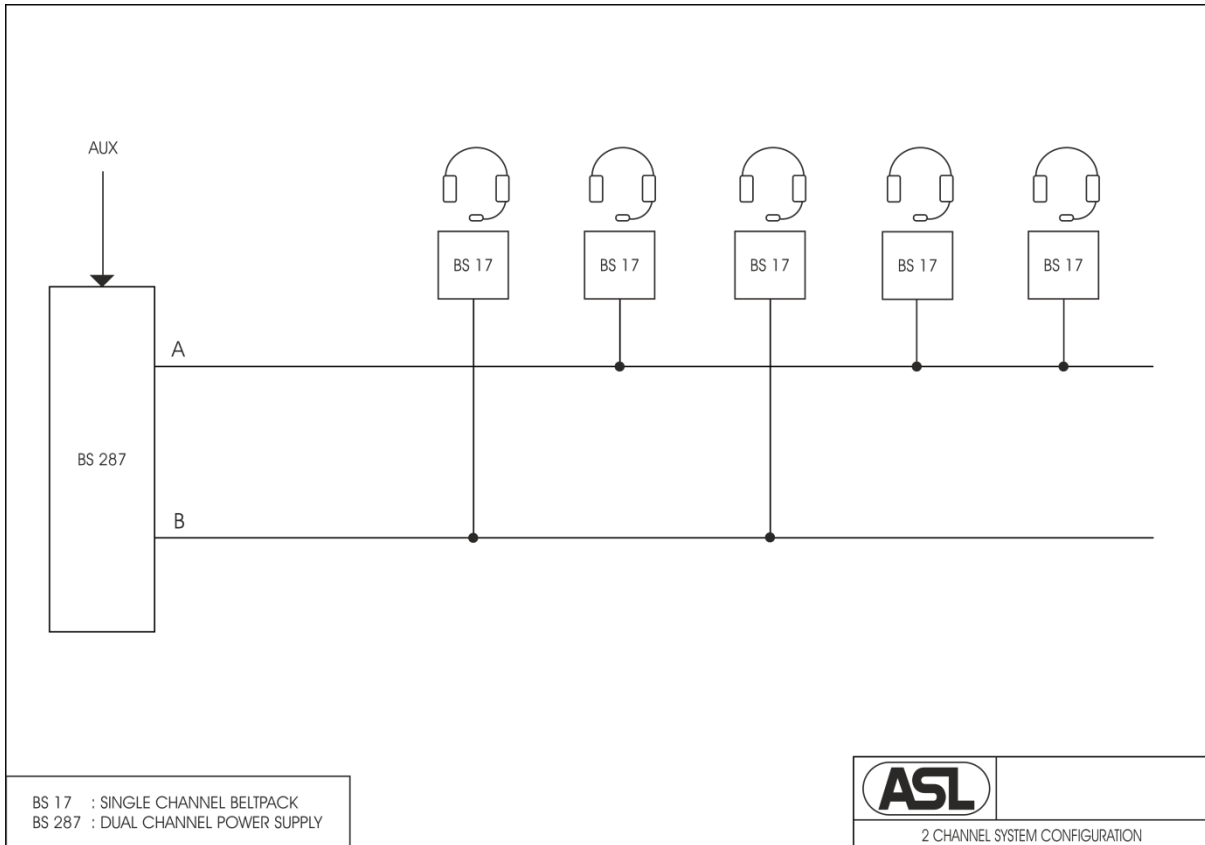 AUX
BS 17 BS 17 BS 17 BS 17 BS 17
A
BS 287
B
BS 17 : SINGLE CHANNEL BELTPACK
BS 287 : DUAL CHANNEL POWER SUPPLY
ASL
2 CHANNEL SYSTEM CONFIGURATION